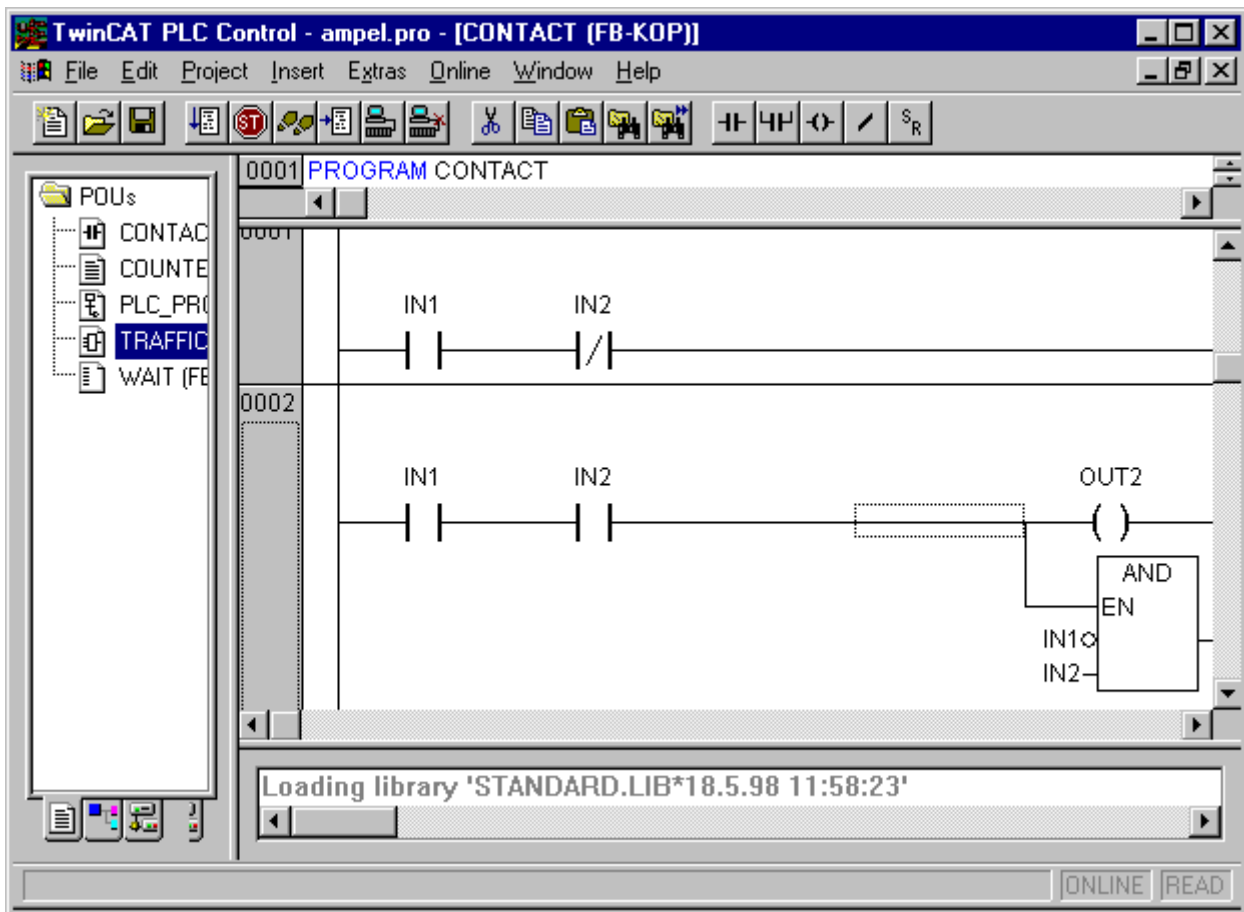 TwinCAT PLC Control - ampel.pro - [CONTACT (FB-KOP)]
File Edit Project Insert Extras Online Window Help
ST
S R
0001 PROGRAM CONTACT
POUs
CONTAC
COUNTE
PLC_PR(
TRAFFIC
WAIT (FE
0001
IN1 IN2
0002
IN1 IN2 OUT2
AND
EN
IN1
IN2
Loading library 'STANDARD.LIB*18.5.98 11:58:23'
ONLINE READ